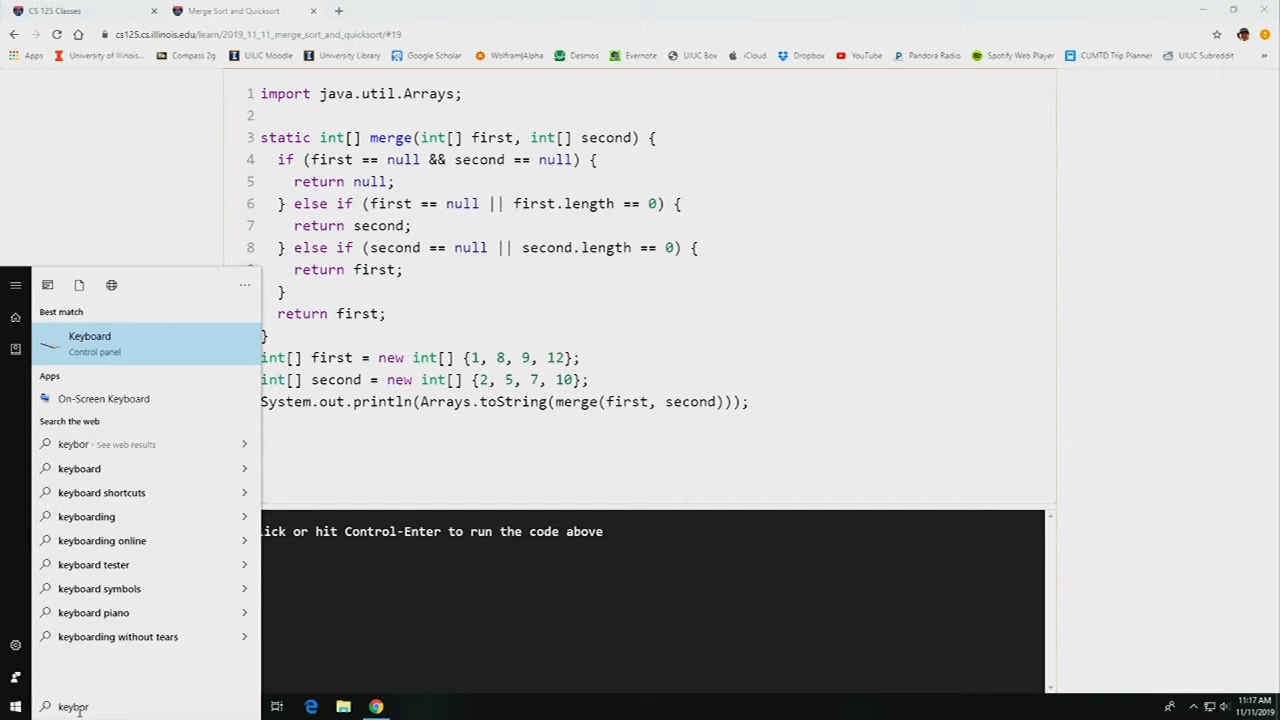 CS 125 Classes
Merge Sort and Quicksort
cs125.cs.illinois.edu/learn/2019_11_11_merge_sort_and_quicksort/#19
Apps University of Illinois... Compass 2g UIUC Moodle University Library Google Scholar Wolfram|Alpha Desmos Evernote UIUC Box iCloud Dropbox YouTube Pandora Radio Spotify Web Player CUMTD Trip Planner UIUC Subreddit
1 import java.util.Arrays;
2
3 static int[] merge(int[] first, int[] second) {
4 if (first == null && second == null) {
5 return null;
6 } else if (first == null || first.length == 0) {
7 return second;
8 } else if (second == null || second.length == 0) {
return first;
}
return first;
}
int[] first = new int[] {1, 8, 9, 12};
int[] second = new int[] {2, 5, 7, 10};
System.out.println(Arrays.toString(merge(first, second)));
lick or hit Control-Enter to run the code above
Best match
Keyboard
Control panel
Apps
On-Screen Keyboard
Search the web
keybor - See web results
keyboard
keyboard shortcuts
keyboarding
keyboarding online
keyboard tester
keyboard symbols
keyboard piano
keyboarding without tears
keybor
11:17 AM
11/11/2019